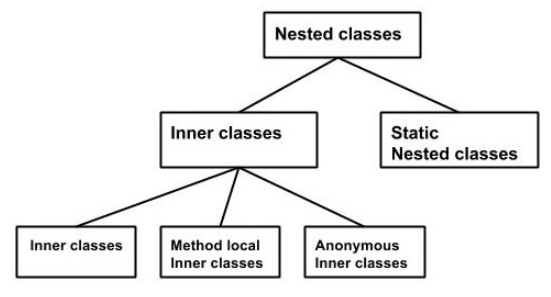 Nested classes
Inner classes
Static
Nested classes
Inner classes
Method local
Inner classes
Anonymous
Inner classes